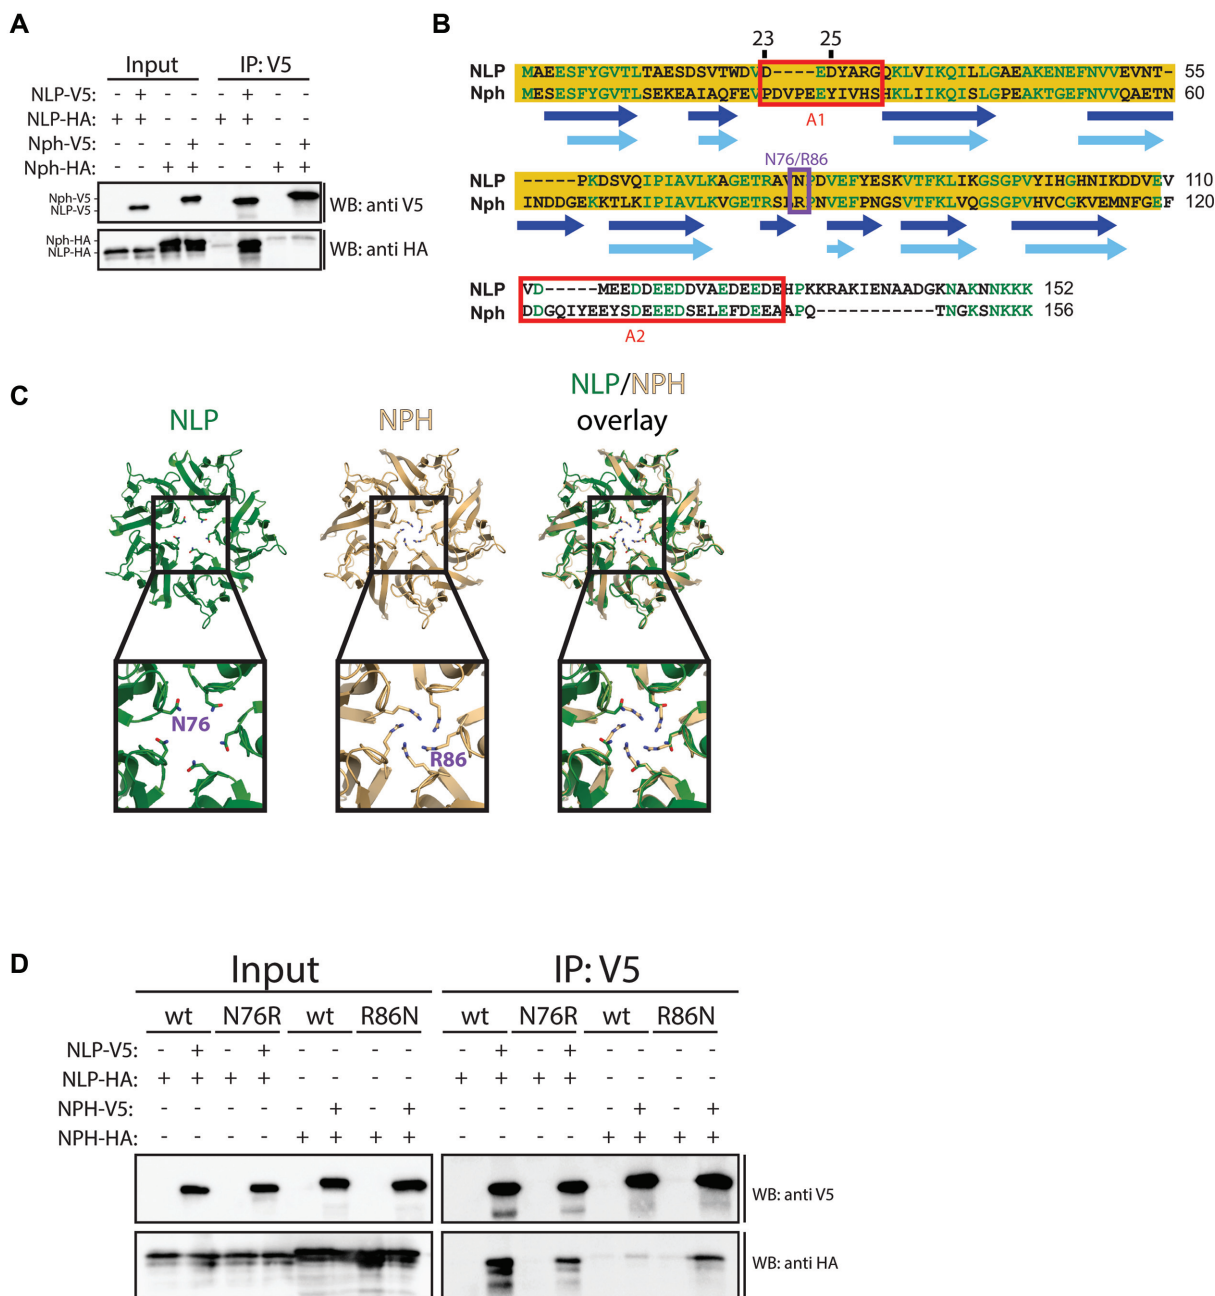 A
Input IP: V5
NLP-V5: - + - - - + - -
NLP-HA: + + - - + + - -
Nph-V5: - - - + - - - +
Nph-HA: - - + + - - + +
Nph-V5
NLP-V5
WB: anti V5
Nph-HA
NLP-HA
WB: anti HA
B
23 25
NLP MAEESFYGVTLTAESDSVTWDVD----EDYARGQKLVIKQILLGAEAKENEFNVVEVNT- 55
Nph MESESFYGVTLSEKEAIAQFEVPDVPEEYIVHSHKLIIKQISLGPEAKTGEFNVVQAETN 60
A1
N76/R86
NLP -----PKDSVQIPIAVLKAGETRAVNPDVEFYESKVTFKLIKGSGPVYIHGHNIKDDVEV 110
Nph INDDGEKKTLKIPIAVLKVGETRSLRPNVEFPNGSVTFKLVQGSGPVHVCGKVEMNFGEF 120
NLP VD-----MEEDDEEDDVAEDEEDEHPKKRAKIENAADGKNAKNNKKK 152
Nph DDGQIYEEYSDEEEDSELEFDEEAAPQ----------TNGKSNKKK 156
A2
C
NLP
NPH
NLP/NPH
overlay
N76
R86
D
Input IP: V5
wt N76R wt R86N wt N76R wt R86N
NLP-V5: - + - + - - - - - + - + - - - -
NLP-HA: + + + + - - - - + + + + - - - -
NPH-V5: - - - - - + - + - - - - - + - +
NPH-HA: - - - - + + + + - - - - + + + +
WB: anti V5
WB: anti HA